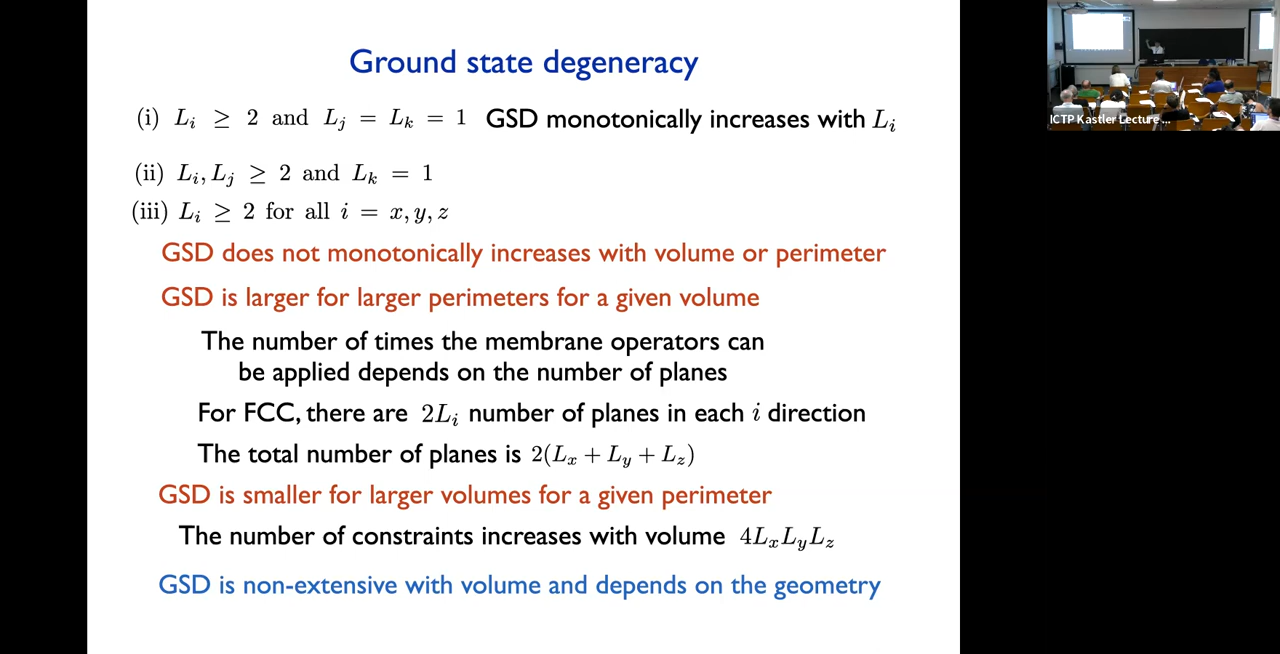 Ground state degeneracy
(i) L_i ≥ 2 and L_j = L_k = 1 GSD monotonically increases with L_i
(ii) L_i, L_j ≥ 2 and L_k = 1
(iii) L_i ≥ 2 for all i = x, y, z
GSD does not monotonically increases with volume or perimeter
GSD is larger for larger perimeters for a given volume
The number of times the membrane operators can
be applied depends on the number of planes
For FCC, there are 2L_i number of planes in each i direction
The total number of planes is 2(L_x + L_y + L_z)
GSD is smaller for larger volumes for a given perimeter
The number of constraints increases with volume 4L_xL_yL_z
GSD is non-extensive with volume and depends on the geometry
ICTP Kastler Lecture ...